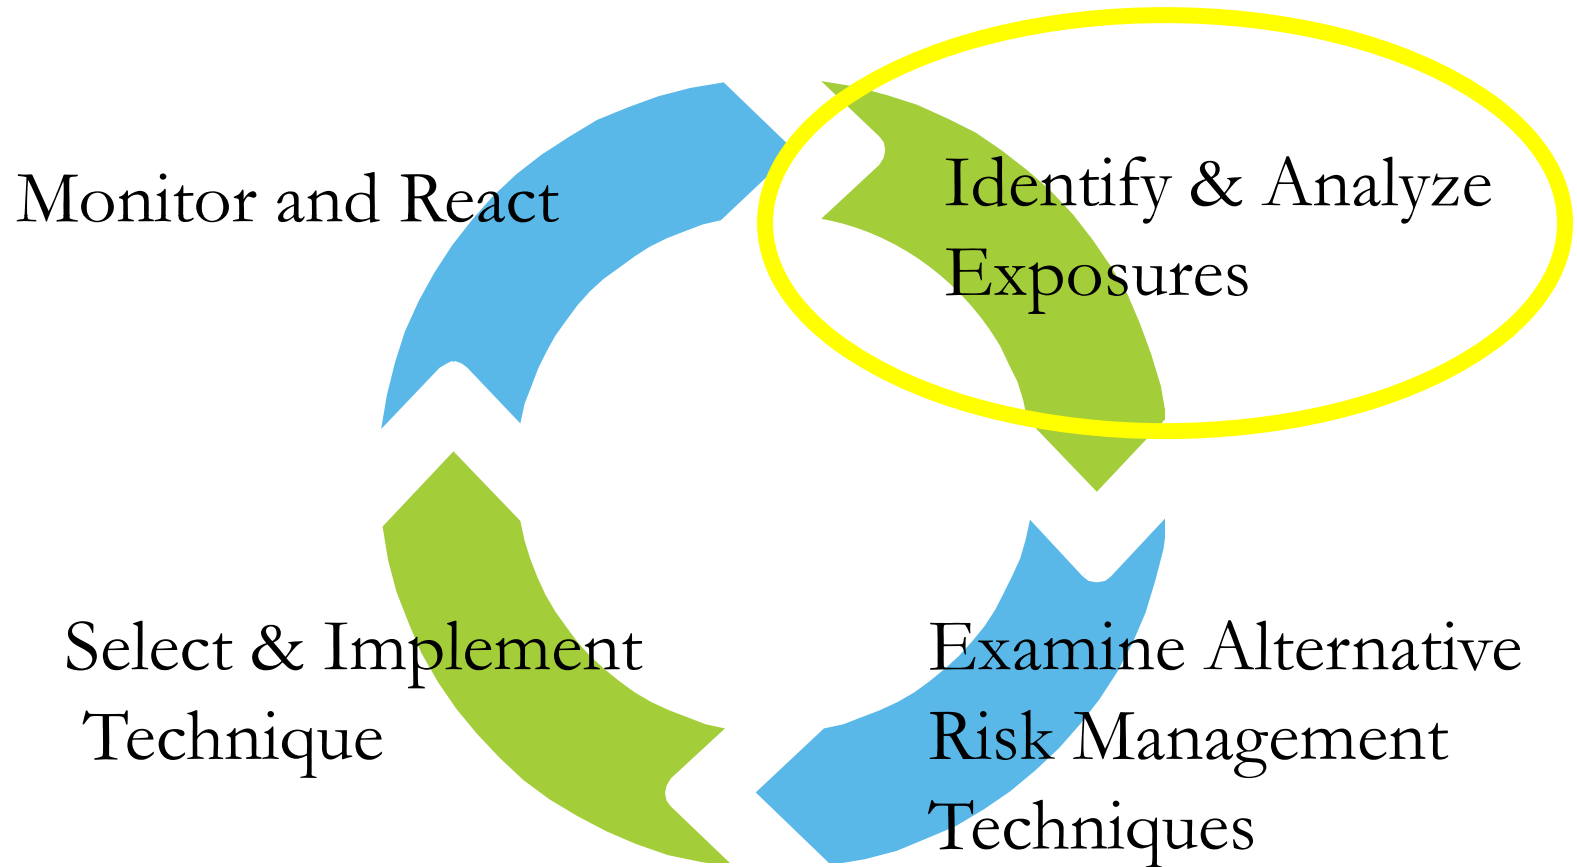 Monitor and React
Identify & Analyze
Exposures
Select & Implement
Technique
Examine Alternative
Risk Management
Techniques